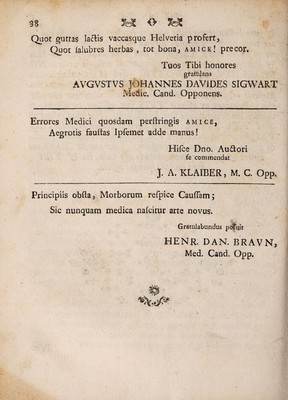 38
Quot guttas lactis vaccasque Helvetia profert,
Quot salubres herbas, tot bona, AMICE! precor.
Tuos Tibi honores
gratulans
AVGVSTVS JOHANNES DAVIDES SIGWART
Medic. Cand. Opponens.
Errores Medici quosdam perstringis AMICE,
Aegrotis faustas Ipsemet adde manus!
Hisce Dno. Auctori
se commendat
J. A. KLAIBER, M. C. Opp.
Principiis obsta, Morborum respice Caussam;
Sic nunquam medica nascitur arte novus.
Gratulabundus posuit
HENR. DAN. BRAVN,
Med. Cand. Opp.